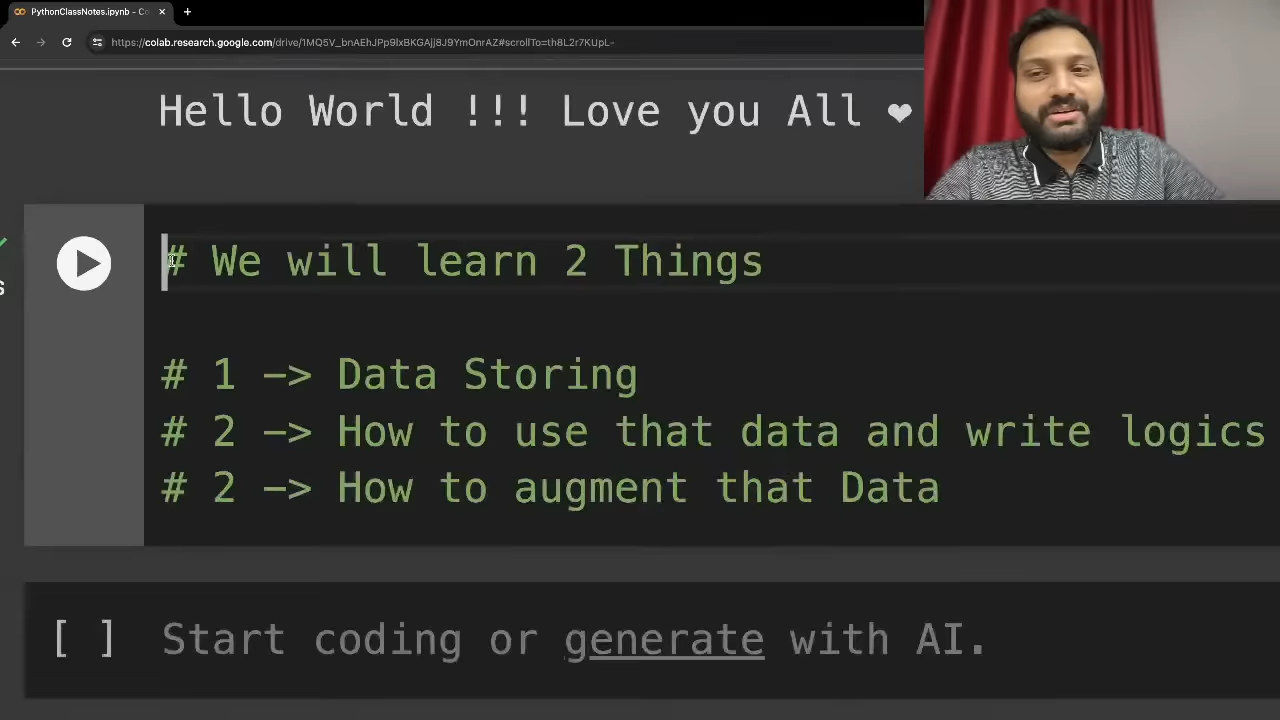 PythonClassNotes.ipynb - Co
https://colab.research.google.com/drive/1MQ5V_bnAEhJPp9lxBKGAjj8J9YmOnrAZ#scrollTo=th8L2r7KUpL-
Hello World !!! Love you All ❤
# We will learn 2 Things
s
# 1 -> Data Storing
# 2 -> How to use that data and write logics
# 2 -> How to augment that Data
[ ] Start coding or generate with AI.